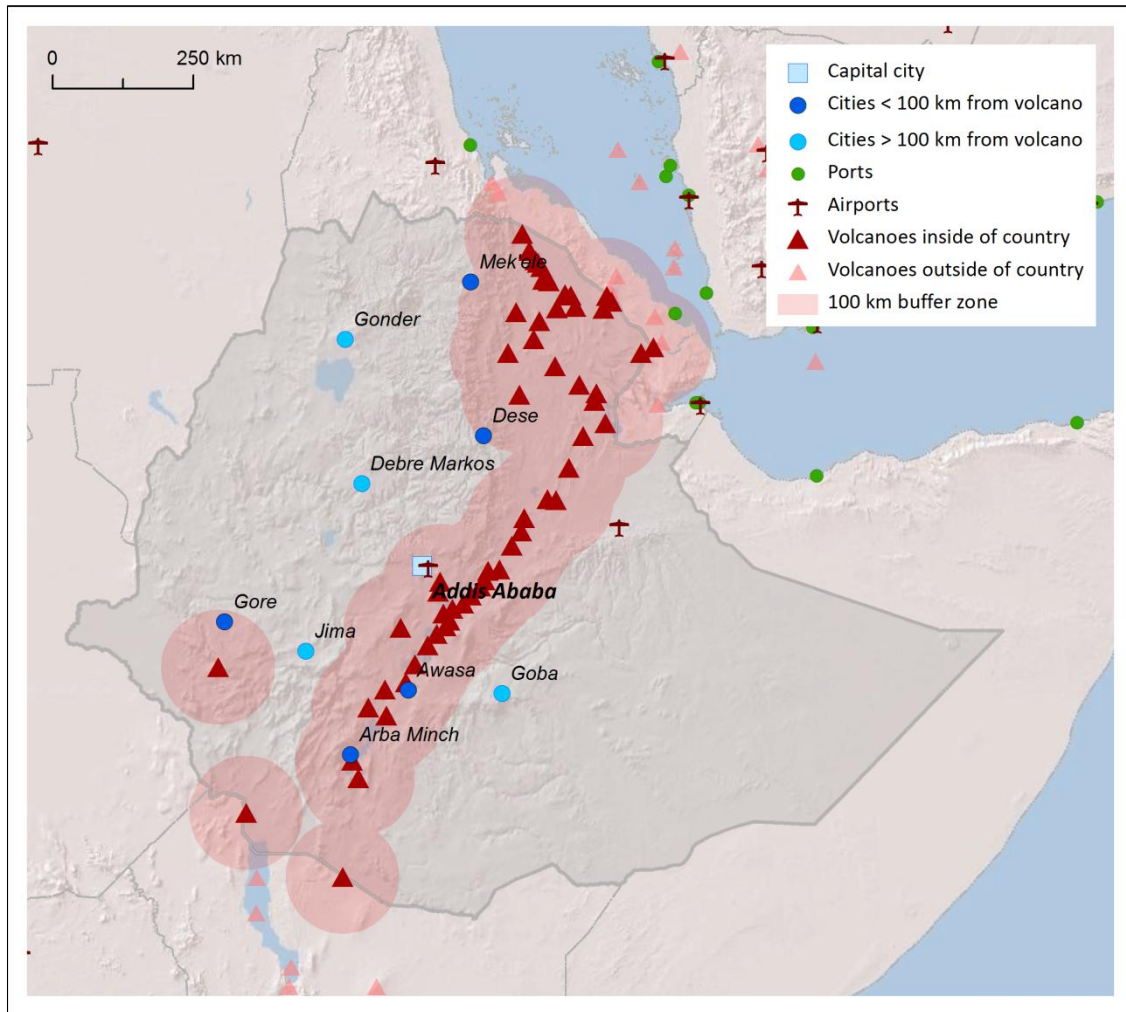 0 250 km
Capital city
Cities < 100 km from volcano
Cities > 100 km from volcano
Ports
Airports
Volcanoes inside of country
Volcanoes outside of country
100 km buffer zone
Mek'ele
Gonder
Dese
Debre Markos
Addis Ababa
Gore
Jima
Awasa
Goba
Arba Minch